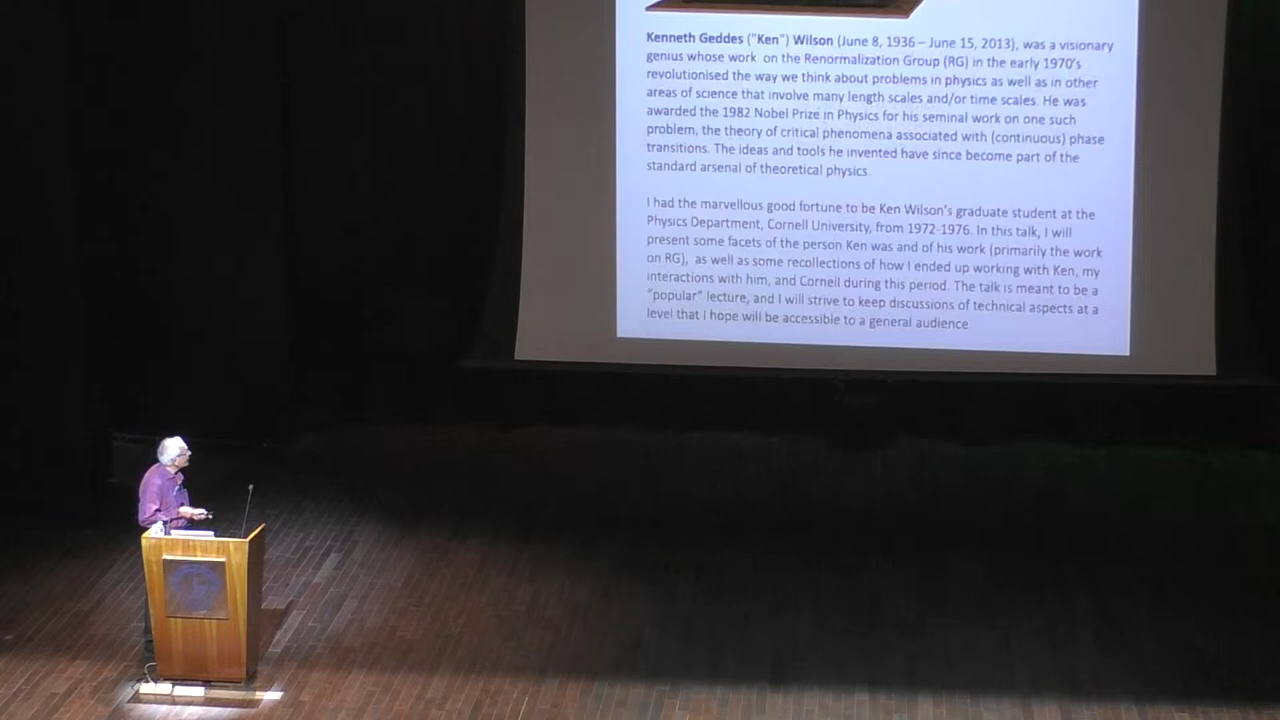 Kenneth Geddes ("Ken") Wilson (June 8, 1936 – June 15, 2013), was a visionary
genius whose work on the Renormalization Group (RG) in the early 1970's
revolutionised the way we think about problems in physics as well as in other
areas of science that involve many length scales and/or time scales. He was
awarded the 1982 Nobel Prize in Physics for his seminal work on one such
problem, the theory of critical phenomena associated with (continuous) phase
transitions. The ideas and tools he invented have since become part of the
standard arsenal of theoretical physics.
I had the marvellous good fortune to be Ken Wilson's graduate student at the
Physics Department, Cornell University, from 1972-1976. In this talk, I will
present some facets of the person Ken was and of his work (primarily the work
on RG), as well as some recollections of how I ended up working with Ken, my
interactions with him, and Cornell during this period. The talk is meant to be a
"popular" lecture, and I will strive to keep discussions of technical aspects at a
level that I hope will be accessible to a general audience